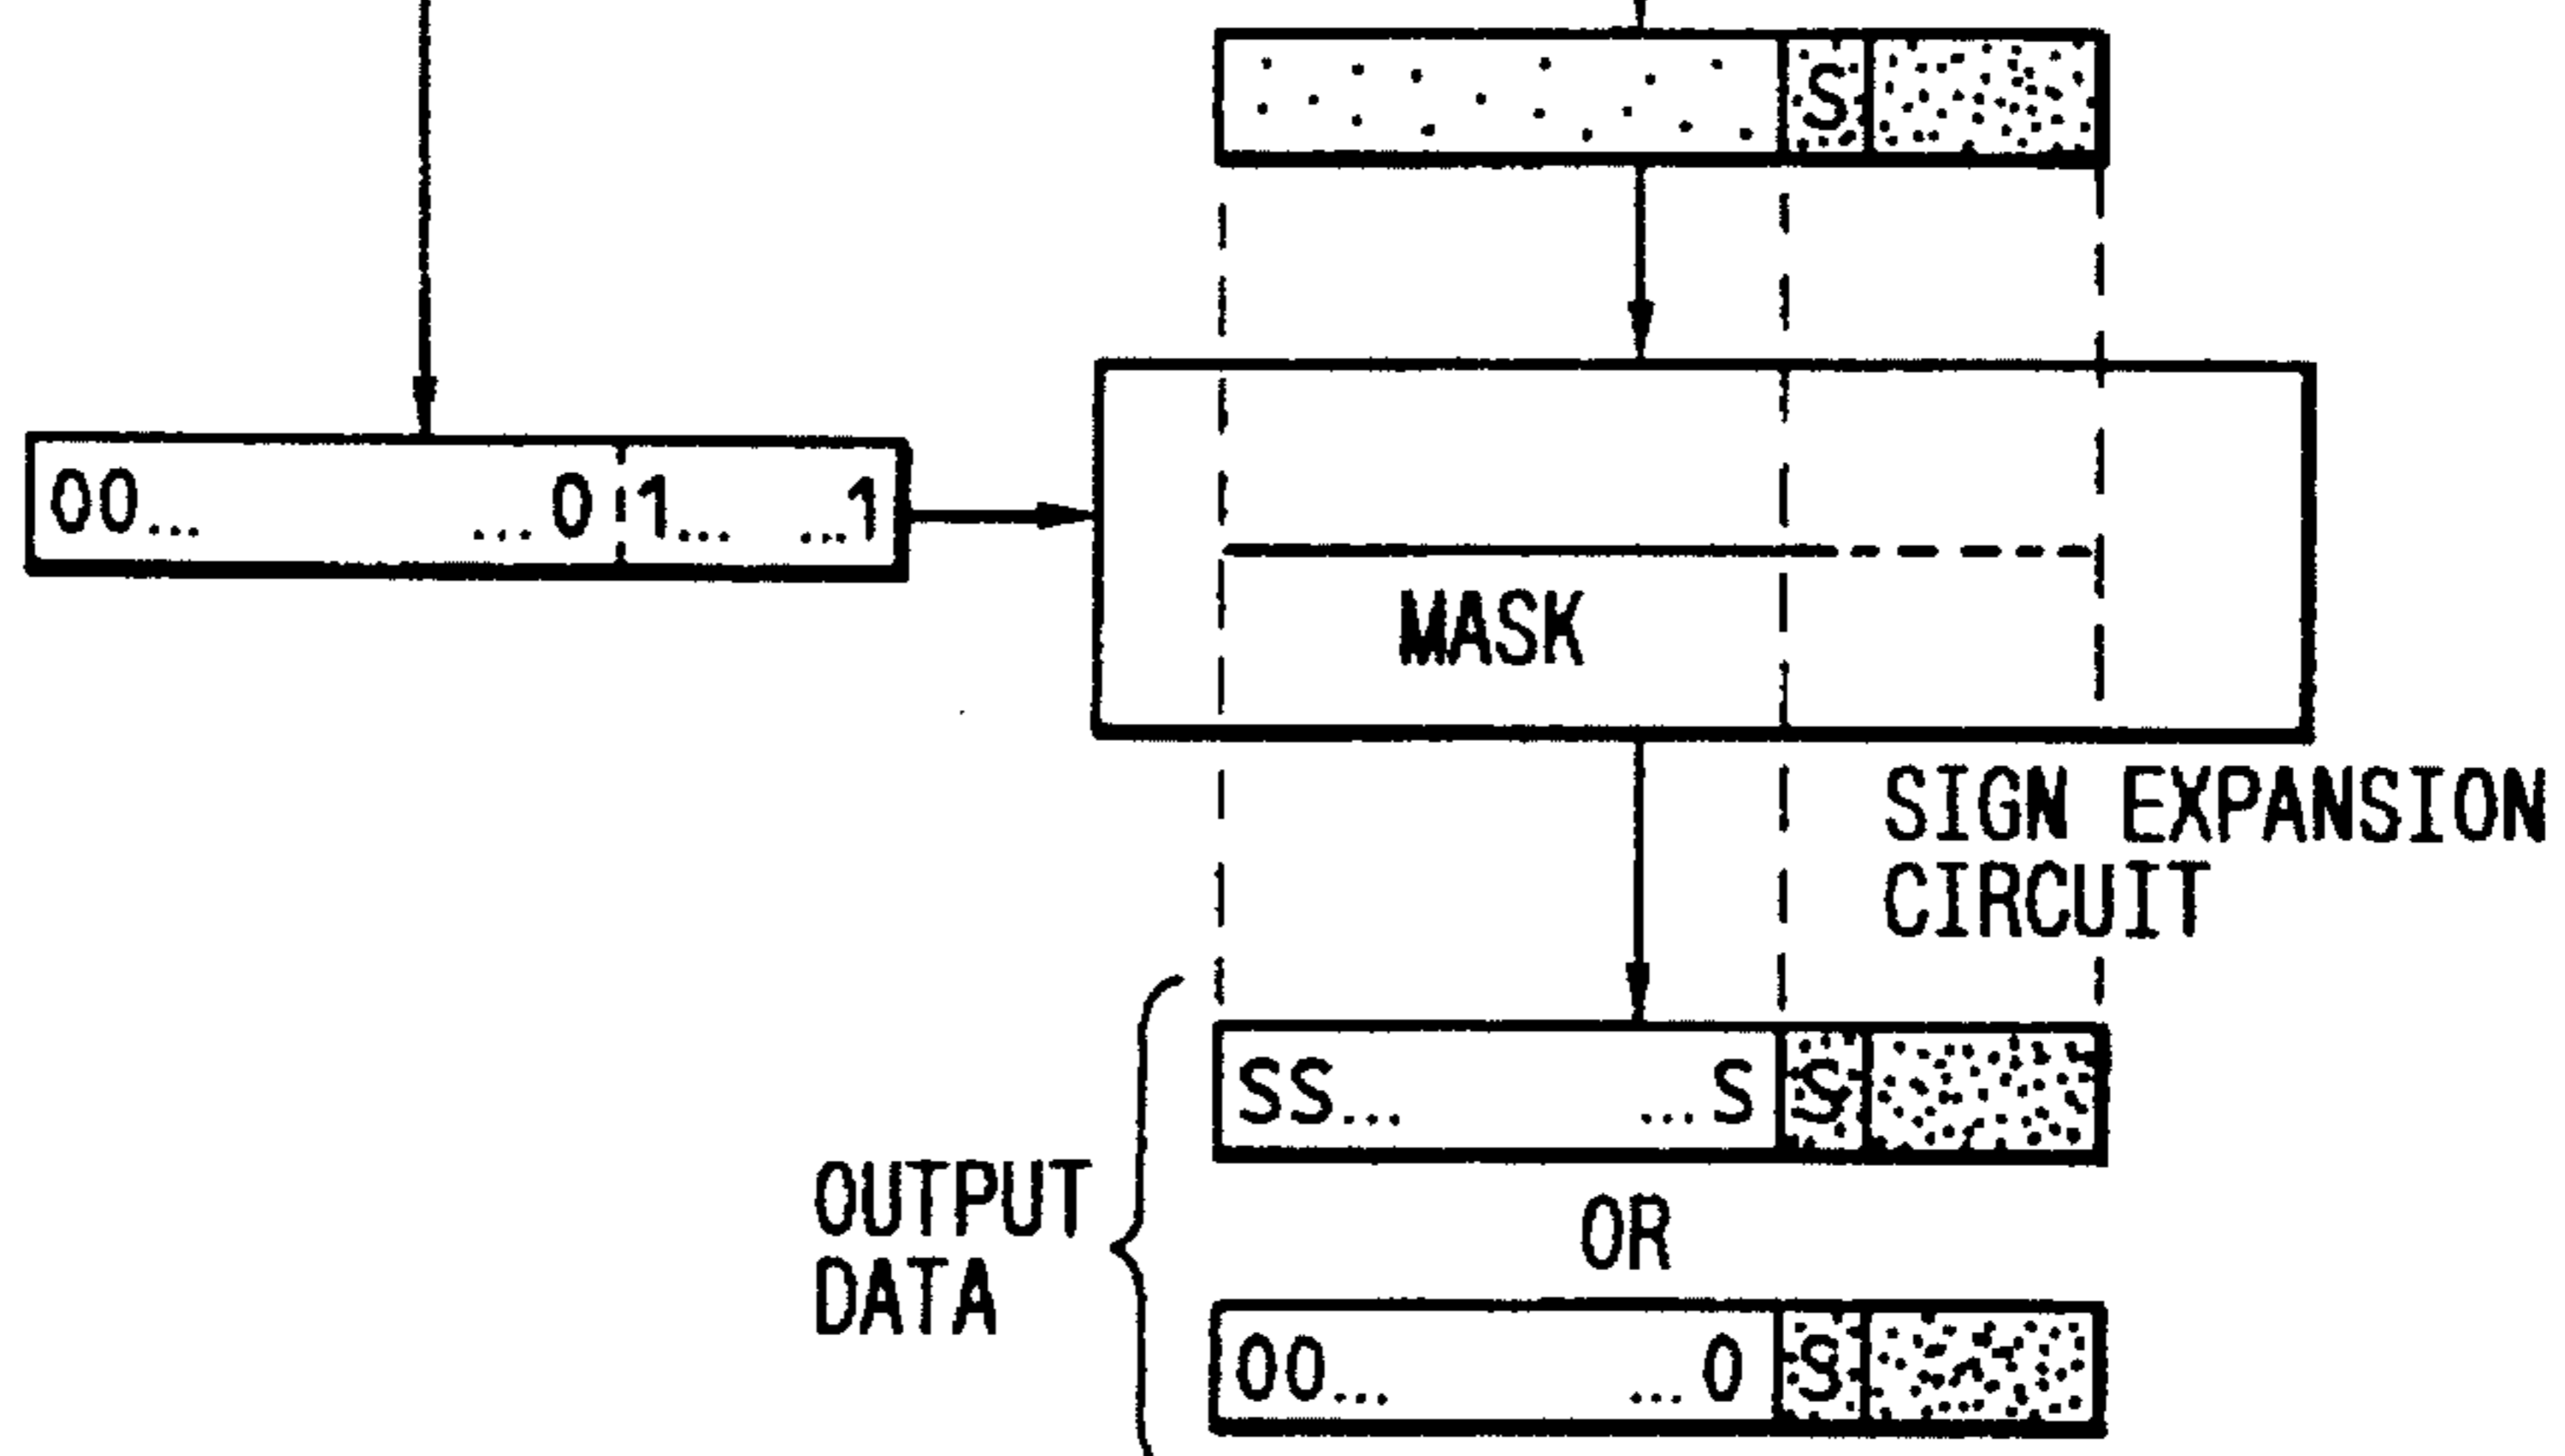 S
00... ...0 1... ...1
MASK
SIGN EXPANSION
CIRCUIT
SS... ...S S
OUTPUT
DATA
OR
00... ...0 S